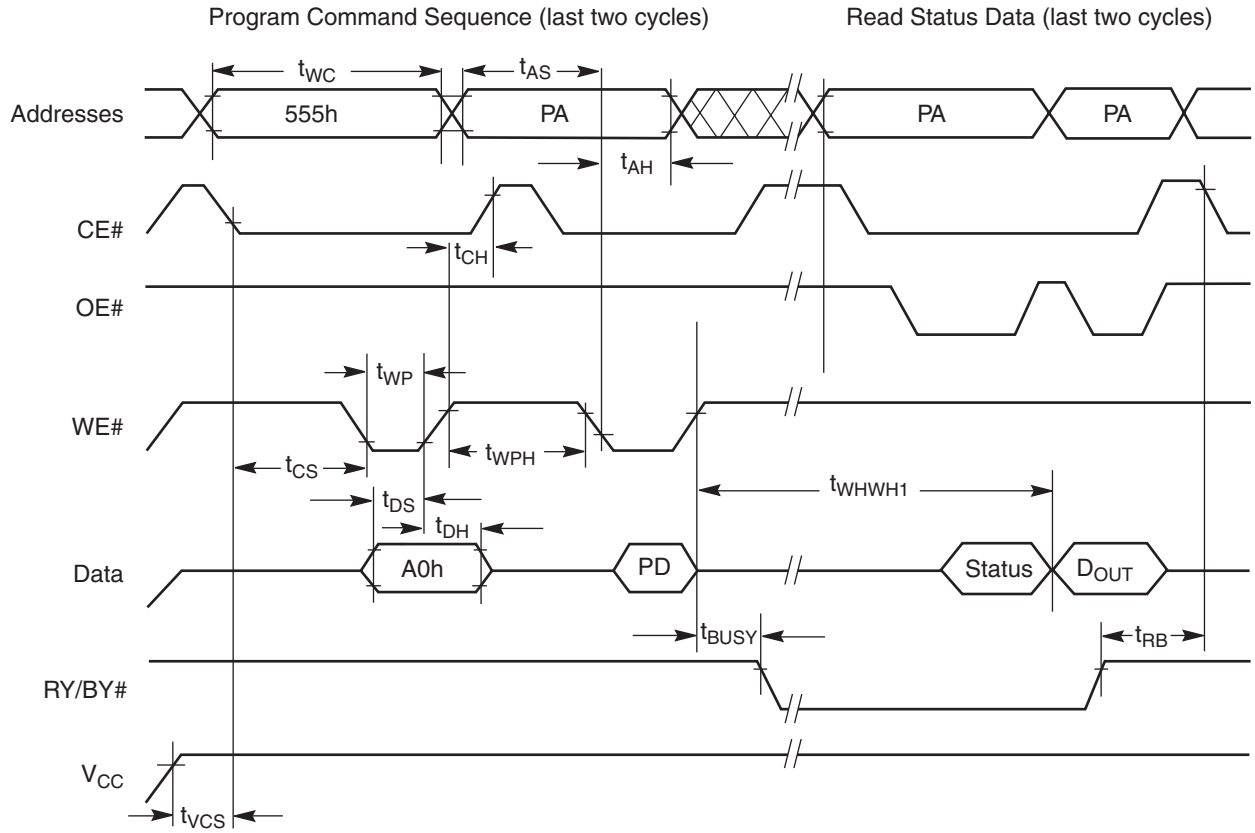 Program Command Sequence (last two cycles) Read Status Data (last two cycles)
tWC tAS
Addresses 555h PA PA PA
tAH
CE#
tCH
OE#
tWP
WE#
tCS tWPH
tWHWH1
tDS
tDH
Data A0h PD Status DOUT
tBUSY tRB
RY/BY#
VCC
tVCS